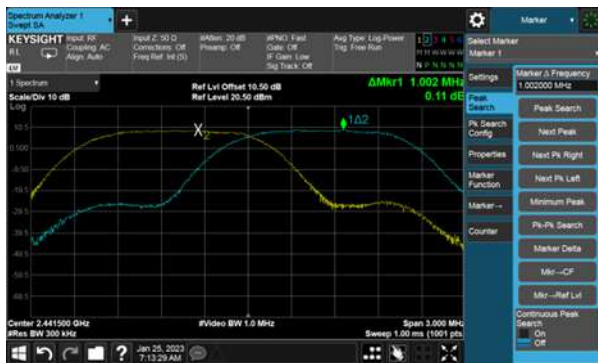 Spectrum Analyzer 1
Swept SA
+
Marker
KEYSIGHT Input: RF
RL
Coupling: AC
Align: Auto
Input Z: 50 Ω
Corrections: Off
Freq Ref: Int (S)
#Atten: 20 dB
Preamp: Off
PNO: Fast
Gate: Off
IF Gain: Low
Sig Track: Off
Avg Type: Log-Power
Trig: Free Run
1 2 3 4 5 6
Select Marker
Marker 1
1 Spectrum
Scale/Div 10 dB
Log
Ref Lvl Offset 10.50 dB
Ref Level 20.50 dBm
ΔMkr1 1.002 MHz
0.11 dB
10.5
0.500
-9.50
-19.5
-29.5
-39.5
-49.5
-59.5
-69.5
X2
1Δ2
Center 2.441500 GHz
#Res BW 300 kHz
#Video BW 1.0 MHz
Span 3.000 MHz
Sweep 1.00 ms (1001 pts)
Settings
Peak Search
Pk Search Config
Properties
Marker Function
Marker→
Counter
Marker Δ Frequency
1.002000 MHz
Peak Search
Next Peak
Next Pk Right
Next Pk Left
Minimum Peak
Pk-Pk Search
Marker Delta
Mkr→CF
Mkr→Ref Lvl
Continuous Peak Search
On
Off
?
Jan 25, 2023
7:13:29 AM